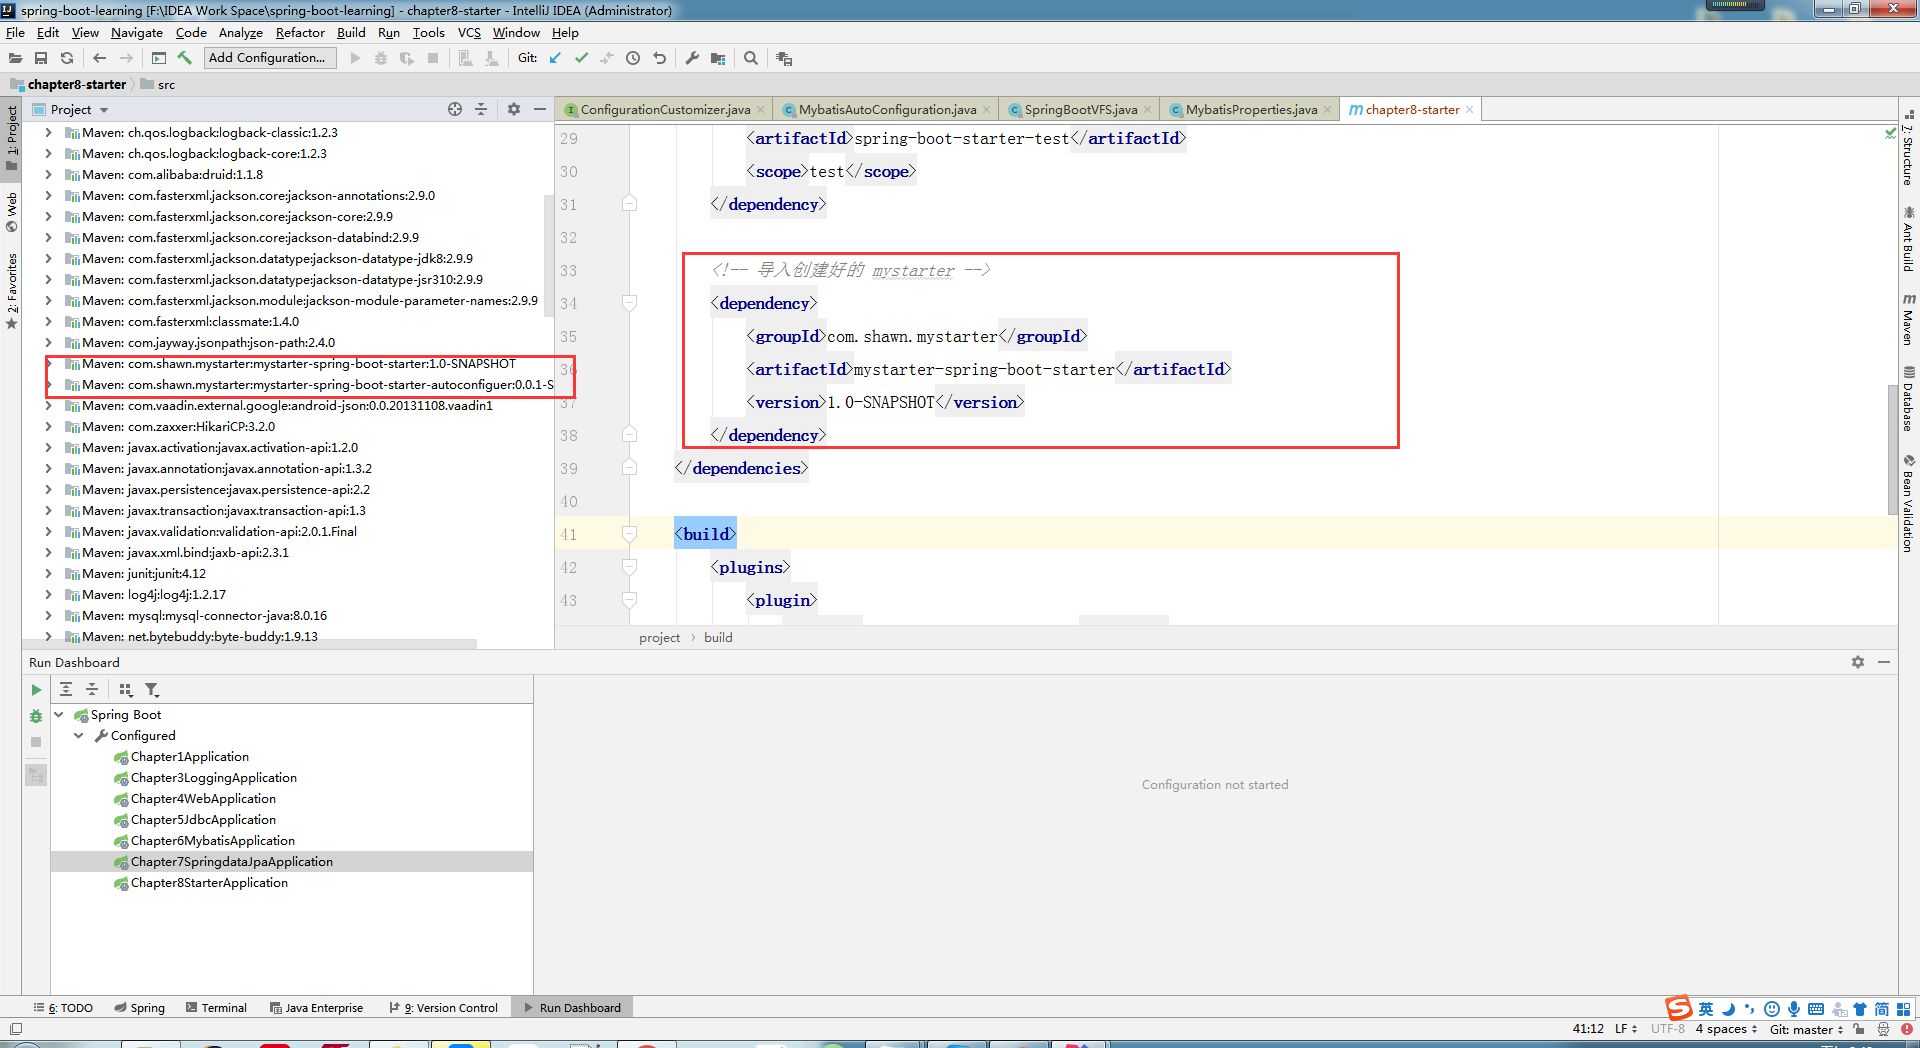 spring-boot-learning [F:\IDEA Work Space\spring-boot-learning] - chapter8-starter - IntelliJ IDEA (Administrator)
File Edit View Navigate Code Analyze Refactor Build Run Tools VCS Window Help
Add Configuration... Git:
chapter8-starter src
Project
ConfigurationCustomizer.java MybatisAutoConfiguration.java SpringBootVFS.java MybatisProperties.java chapter8-starter
1: Project
Web
2: Favorites
Maven: ch.qos.logback:logback-classic:1.2.3
Maven: ch.qos.logback:logback-core:1.2.3
Maven: com.alibaba:druid:1.1.8
Maven: com.fasterxml.jackson.core:jackson-annotations:2.9.0
Maven: com.fasterxml.jackson.core:jackson-core:2.9.9
Maven: com.fasterxml.jackson.core:jackson-databind:2.9.9
Maven: com.fasterxml.jackson.datatype:jackson-datatype-jdk8:2.9.9
Maven: com.fasterxml.jackson.datatype:jackson-datatype-jsr310:2.9.9
Maven: com.fasterxml.jackson.module:jackson-module-parameter-names:2.9.9
Maven: com.fasterxml:classmate:1.4.0
Maven: com.jayway.jsonpath:json-path:2.4.0
Maven: com.shawn.mystarter:mystarter-spring-boot-starter:1.0-SNAPSHOT
Maven: com.shawn.mystarter:mystarter-spring-boot-starter-autoconfiguer:0.0.1-S
Maven: com.vaadin.external.google:android-json:0.0.20131108.vaadin1
Maven: com.zaxxer:HikariCP:3.2.0
Maven: javax.activation:javax.activation-api:1.2.0
Maven: javax.annotation:javax.annotation-api:1.3.2
Maven: javax.persistence:javax.persistence-api:2.2
Maven: javax.transaction:javax.transaction-api:1.3
Maven: javax.validation:validation-api:2.0.1.Final
Maven: javax.xml.bind:jaxb-api:2.3.1
Maven: junit:junit:4.12
Maven: log4j:log4j:1.2.17
Maven: mysql:mysql-connector-java:8.0.16
Maven: net.bytebuddy:byte-buddy:1.9.13
29 <artifactId>spring-boot-starter-test</artifactId>
30 <scope>test</scope>
31 </dependency>
32
33 <!-- 导入创建好的 mystarter -->
34 <dependency>
35 <groupId>com.shawn.mystarter</groupId>
36 <artifactId>mystarter-spring-boot-starter</artifactId>
37 <version>1.0-SNAPSHOT</version>
38 </dependency>
39 </dependencies>
40
41 <build>
42 <plugins>
43 <plugin>
project › build
7: Structure
Ant Build
Maven
Database
Bean Validation
Run Dashboard
Spring Boot
Configured
Chapter1Application
Chapter3LoggingApplication
Chapter4WebApplication
Chapter5JdbcApplication
Chapter6MybatisApplication
Chapter7SpringdataJpaApplication
Chapter8StarterApplication
Configuration not started
6: TODO Spring Terminal Java Enterprise 9: Version Control Run Dashboard
英 简
41:12 LF UTF-8 4 spaces Git: master